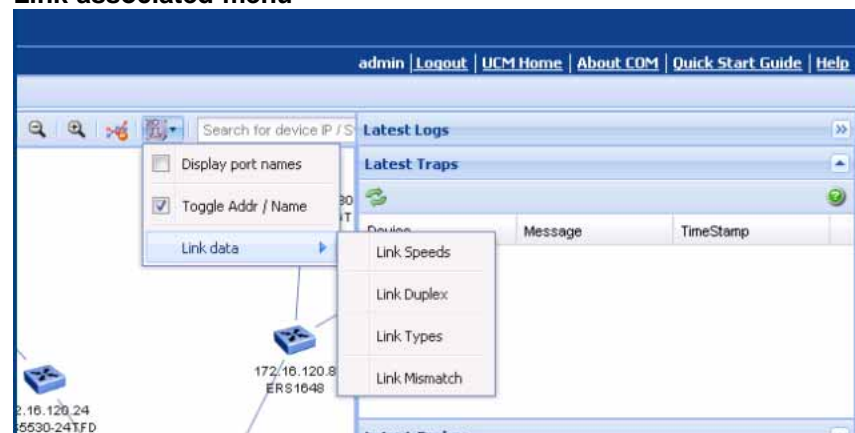 Link associated menu
admin | Logout | UCM Home | About COM | Quick Start Guide | Help
Search for device IP / S
Latest Logs
Display port names
Latest Traps
Toggle Addr / Name
Device Message TimeStamp
Link data
Link Speeds
Link Duplex
Link Types
Link Mismatch
172.16.120.8
ERS1648
2.16.120.24
5530-24TFD